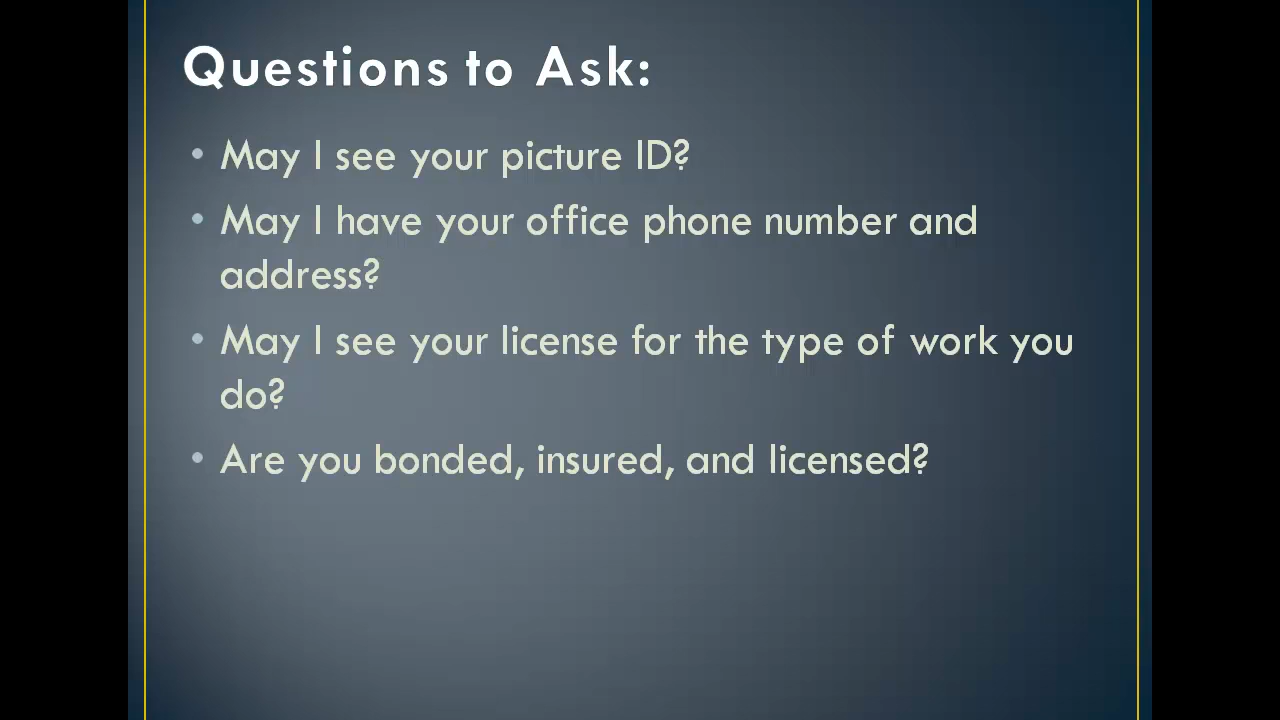 Questions to Ask:
• May I see your picture ID?
• May I have your office phone number and
address?
• May I see your license for the type of work you
do?
• Are you bonded, insured, and licensed?